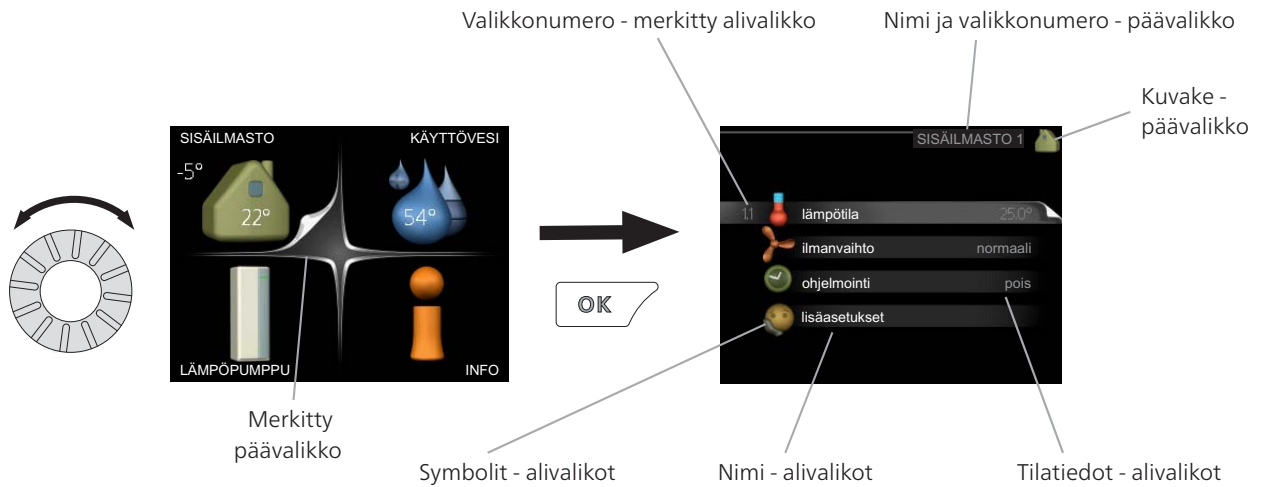 Valikkonumero - merkitty alivalikko
Nimi ja valikkonumero - päävalikko
Kuvake -
päävalikko
SISÄILMASTO
KÄYTTÖVESI
-5°
22°
54°
LÄMPÖPUMPPU
INFO
OK
SISÄILMASTO 1
1.1
lämpötila
25.0°
ilmanvaihto
normaali
ohjelmointi
pois
lisäasetukset
Merkitty
päävalikko
Symbolit - alivalikot
Nimi - alivalikot
Tilatiedot - alivalikot